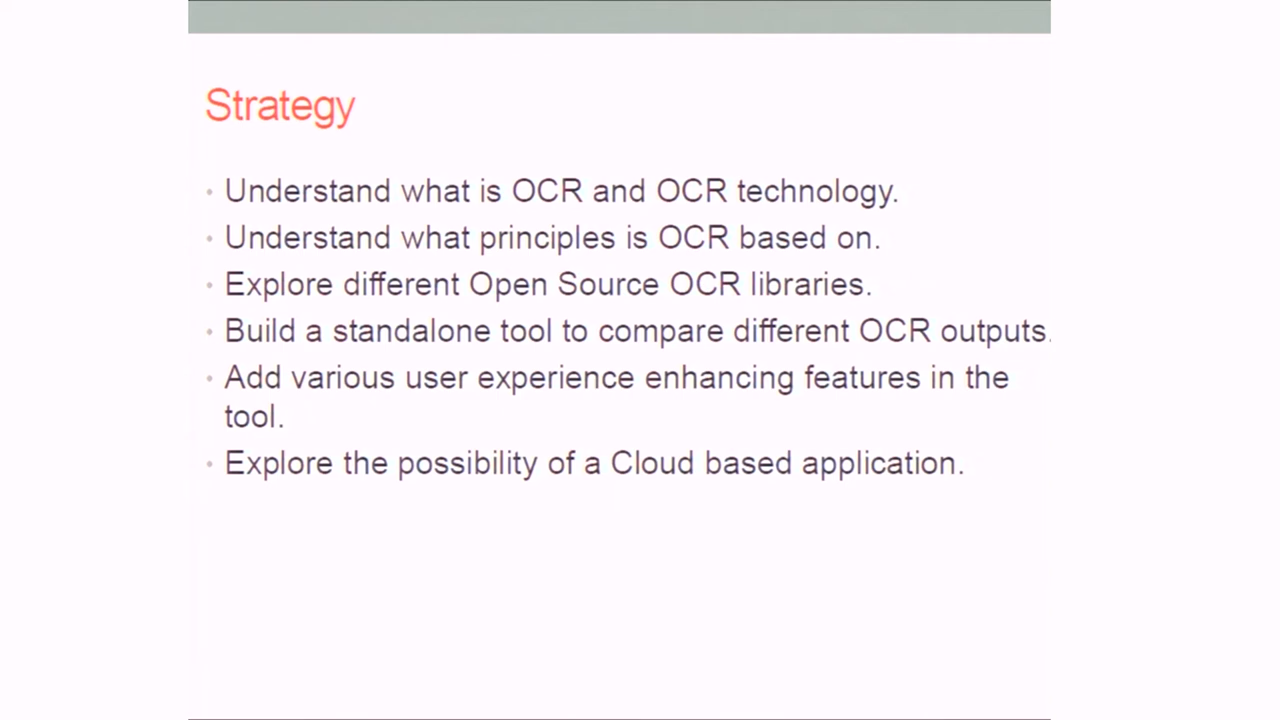 Strategy
• Understand what is OCR and OCR technology.
• Understand what principles is OCR based on.
• Explore different Open Source OCR libraries.
• Build a standalone tool to compare different OCR outputs.
• Add various user experience enhancing features in the
tool.
• Explore the possibility of a Cloud based application.